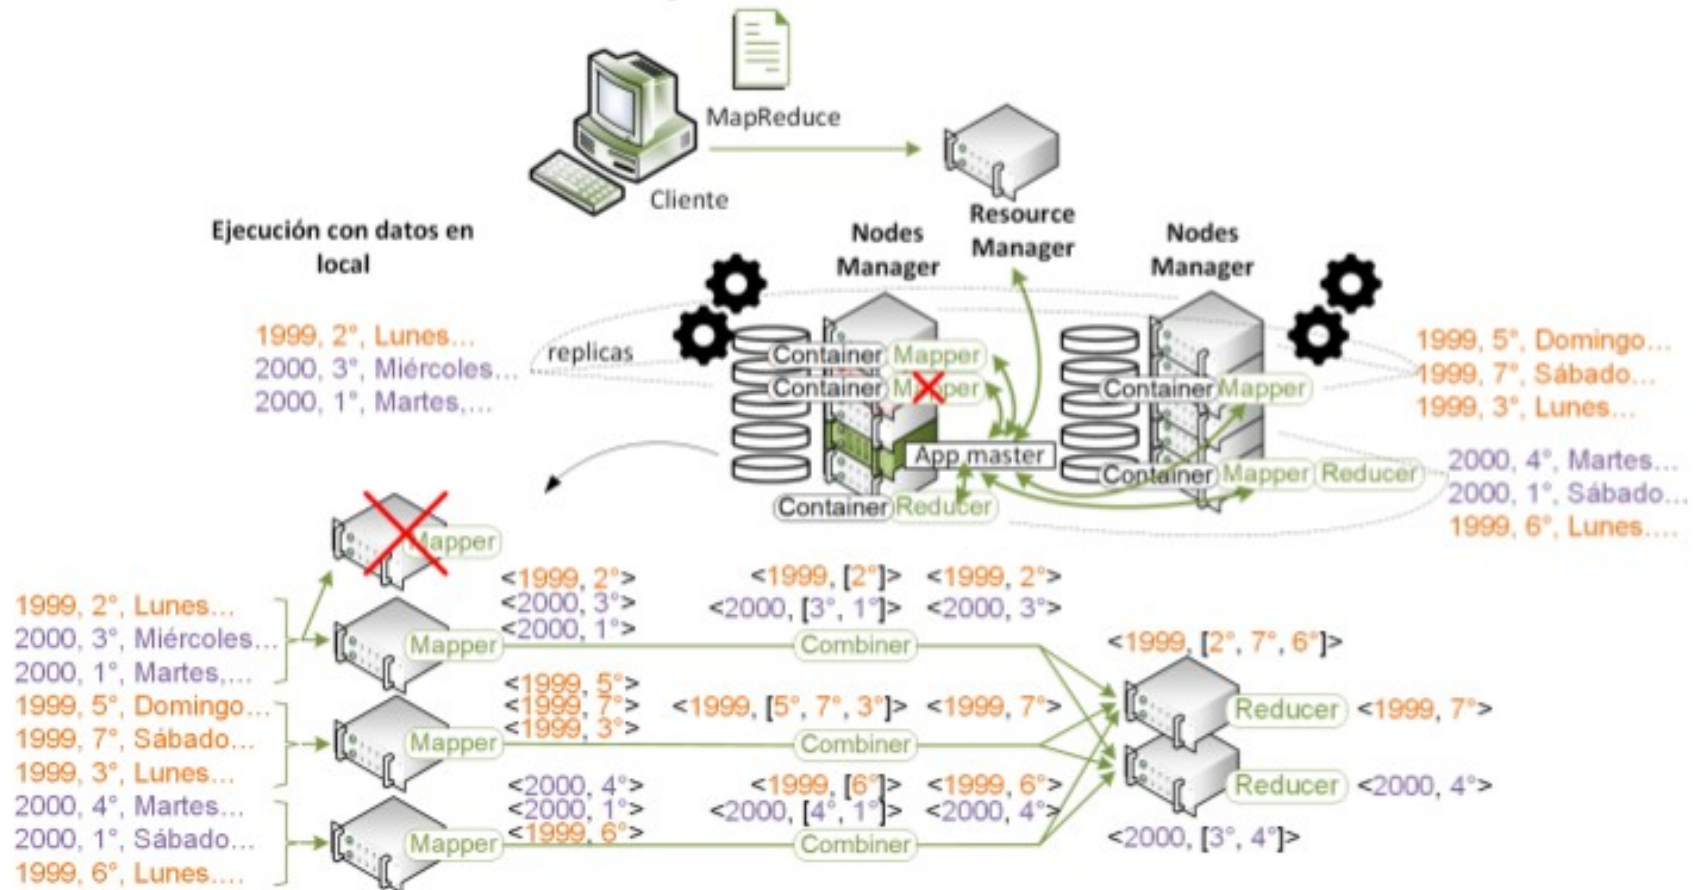 MapReduce
Cliente
Resource
Manager
Ejecución con datos en
local
Nodes
Manager
Nodes
Manager
1999, 2°, Lunes...
2000, 3°, Miércoles...
2000, 1°, Martes,...
replicas
Container Mapper
Container Mapper
Container Mapper
App master
Container Mapper Reducer
Container Reducer
1999, 5°, Domingo...
1999, 7°, Sábado...
1999, 3°, Lunes...
2000, 4°, Martes...
2000, 1°, Sábado...
1999, 6°, Lunes....
Mapper
1999, 2°, Lunes...
2000, 3°, Miércoles...
2000, 1°, Martes,...
Mapper
<1999, 2°>
<2000, 3°>
<2000, 1°>
<1999, [2°]>
<2000, [3°, 1°]>
Combiner
<1999, 2°>
<2000, 3°>
1999, 5°, Domingo...
1999, 7°, Sábado...
1999, 3°, Lunes...
Mapper
<1999, 5°>
<1999, 7°>
<1999, 3°>
<1999, [5°, 7°, 3°]>
Combiner
<1999, 7°>
2000, 4°, Martes...
2000, 1°, Sábado...
1999, 6°, Lunes....
Mapper
<2000, 4°>
<2000, 1°>
<1999, 6°>
<1999, [6°]>
<2000, [4°, 1°]>
Combiner
<1999, 6°>
<2000, 4°>
<1999, [2°, 7°, 6°]>
Reducer <1999, 7°>
Reducer <2000, 4°>
<2000, [3°, 4°]>